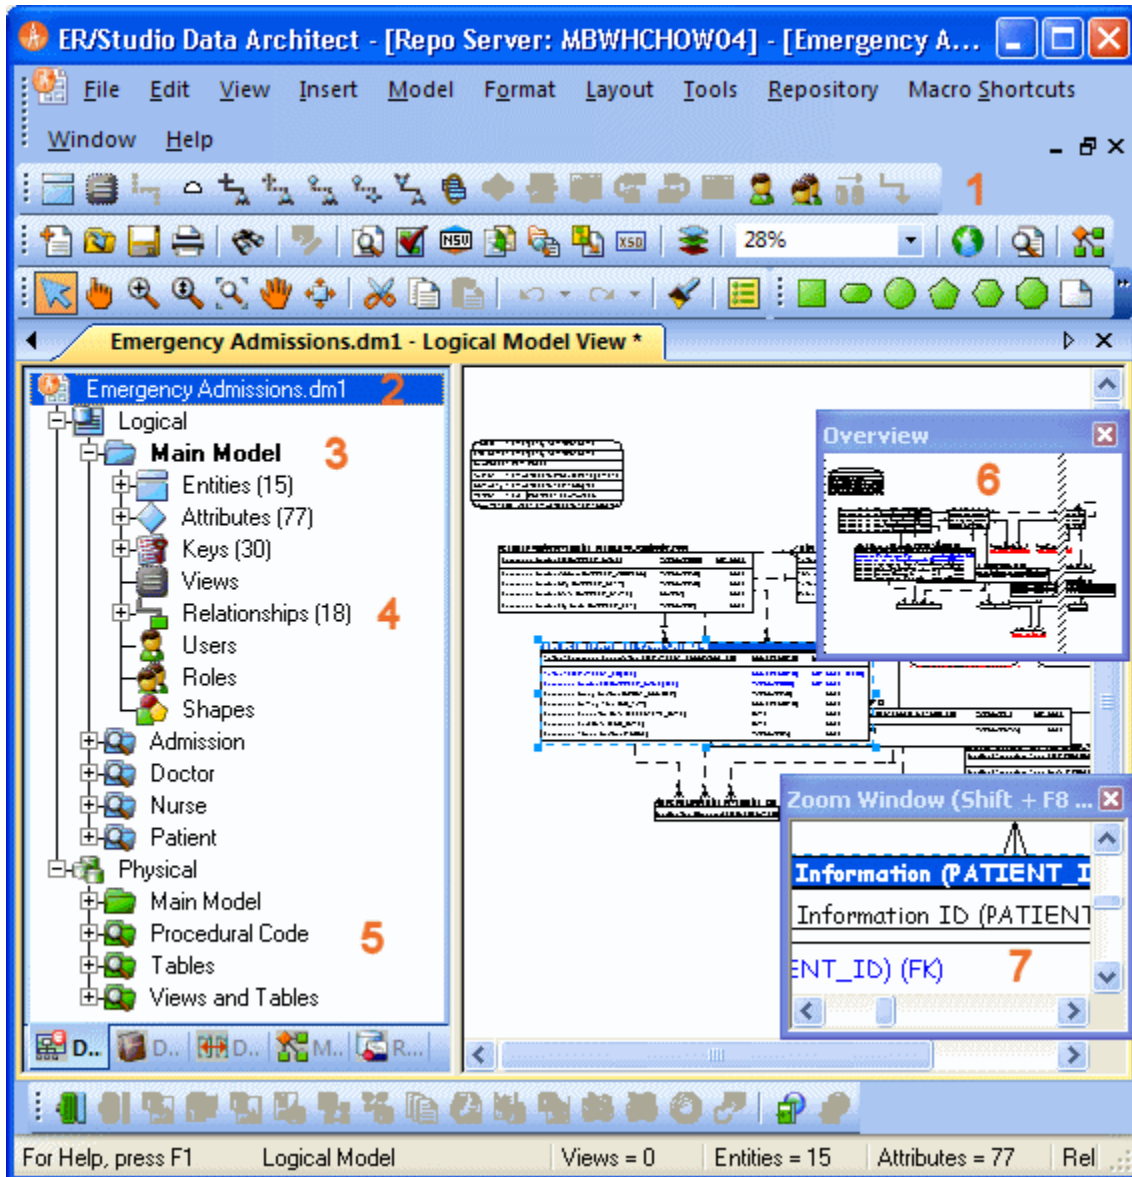 ER/Studio Data Architect - [Repo Server: MBWHCHOW04] - [Emergency A...
File Edit View Insert Model Format Layout Tools Repository Macro Shortcuts
Window Help
1
NSV XSD 28%
Emergency Admissions.dm1 - Logical Model View *
Emergency Admissions.dm1 2
Logical
Main Model 3
Entities (15)
Attributes (77)
Keys (30)
Views
Relationships (18) 4
Users
Roles
Shapes
Admission
Doctor
Nurse
Patient
Physical
Main Model
Procedural Code 5
Tables
Views and Tables
D.. D.. D.. M.. R...
Overview
6
Zoom Window (Shift + F8 ...
Information (PATIENT_I
Information ID (PATIENT
ENT_ID) (FK) 7
For Help, press F1 Logical Model Views = 0 Entities = 15 Attributes = 77 Rel